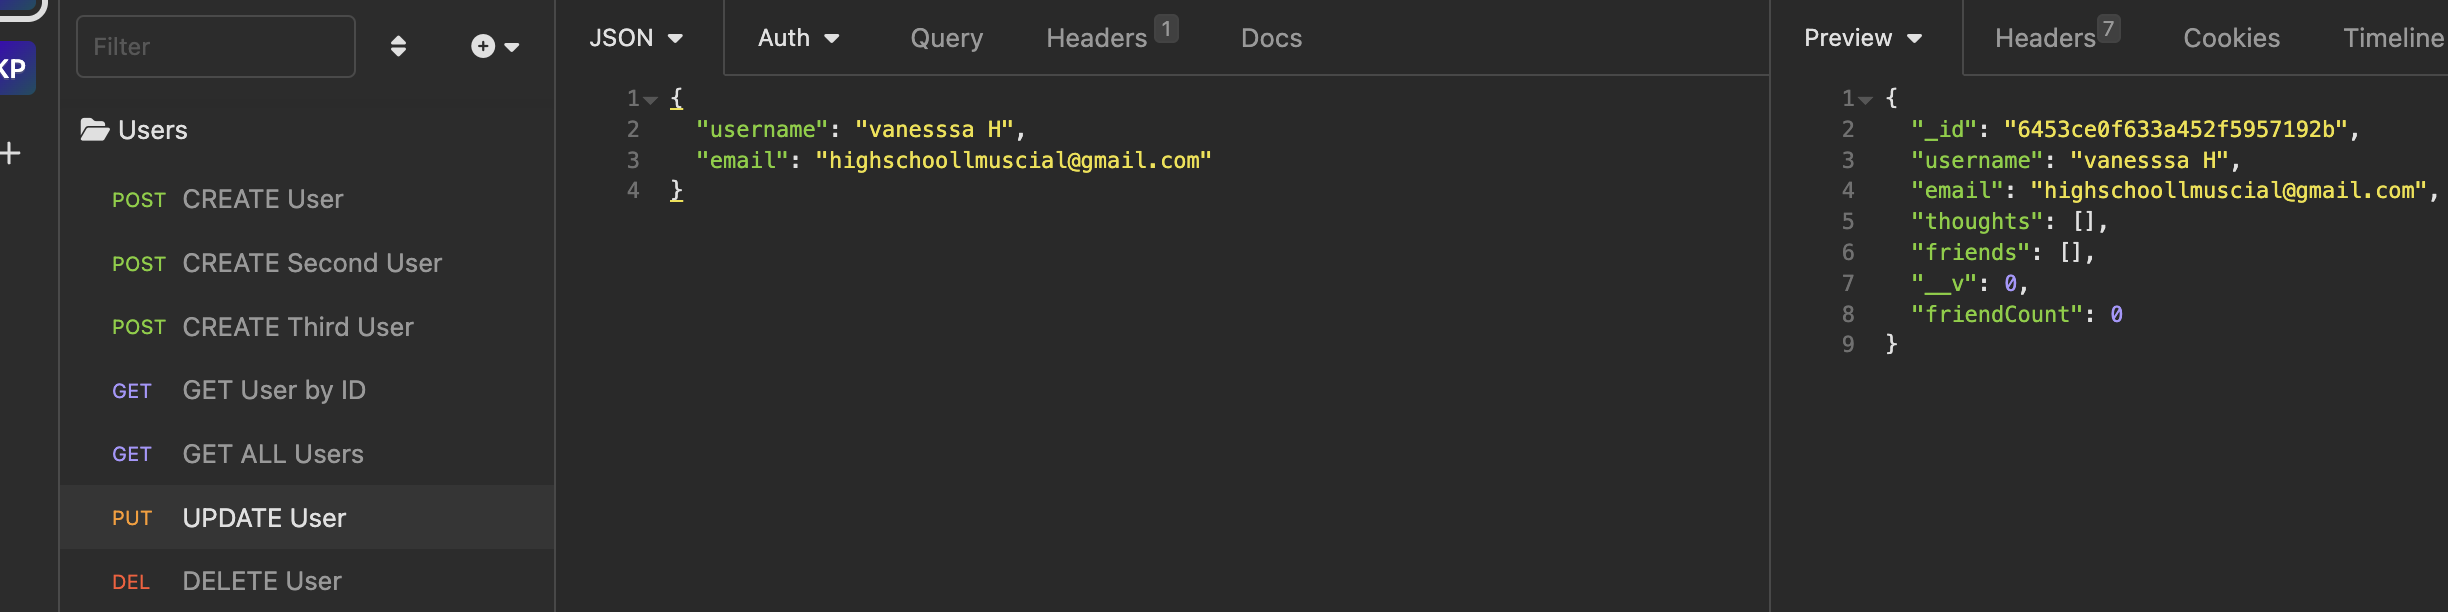 Filter
KP
Users
POST CREATE User
POST CREATE Second User
POST CREATE Third User
GET User by ID
GET ALL Users
PUT UPDATE User
DEL DELETE User
JSON Auth Query Headers 1 Docs
1 {
2 "username": "vanesssa H",
3 "email": "highschoollmuscial@gmail.com"
4 }
Preview Headers 7 Cookies Timeline
1 {
2 "_id": "6453ce0f633a452f5957192b",
3 "username": "vanesssa H",
4 "email": "highschoollmuscial@gmail.com",
5 "thoughts": [],
6 "friends": [],
7 "__v": 0,
8 "friendCount": 0
9 }